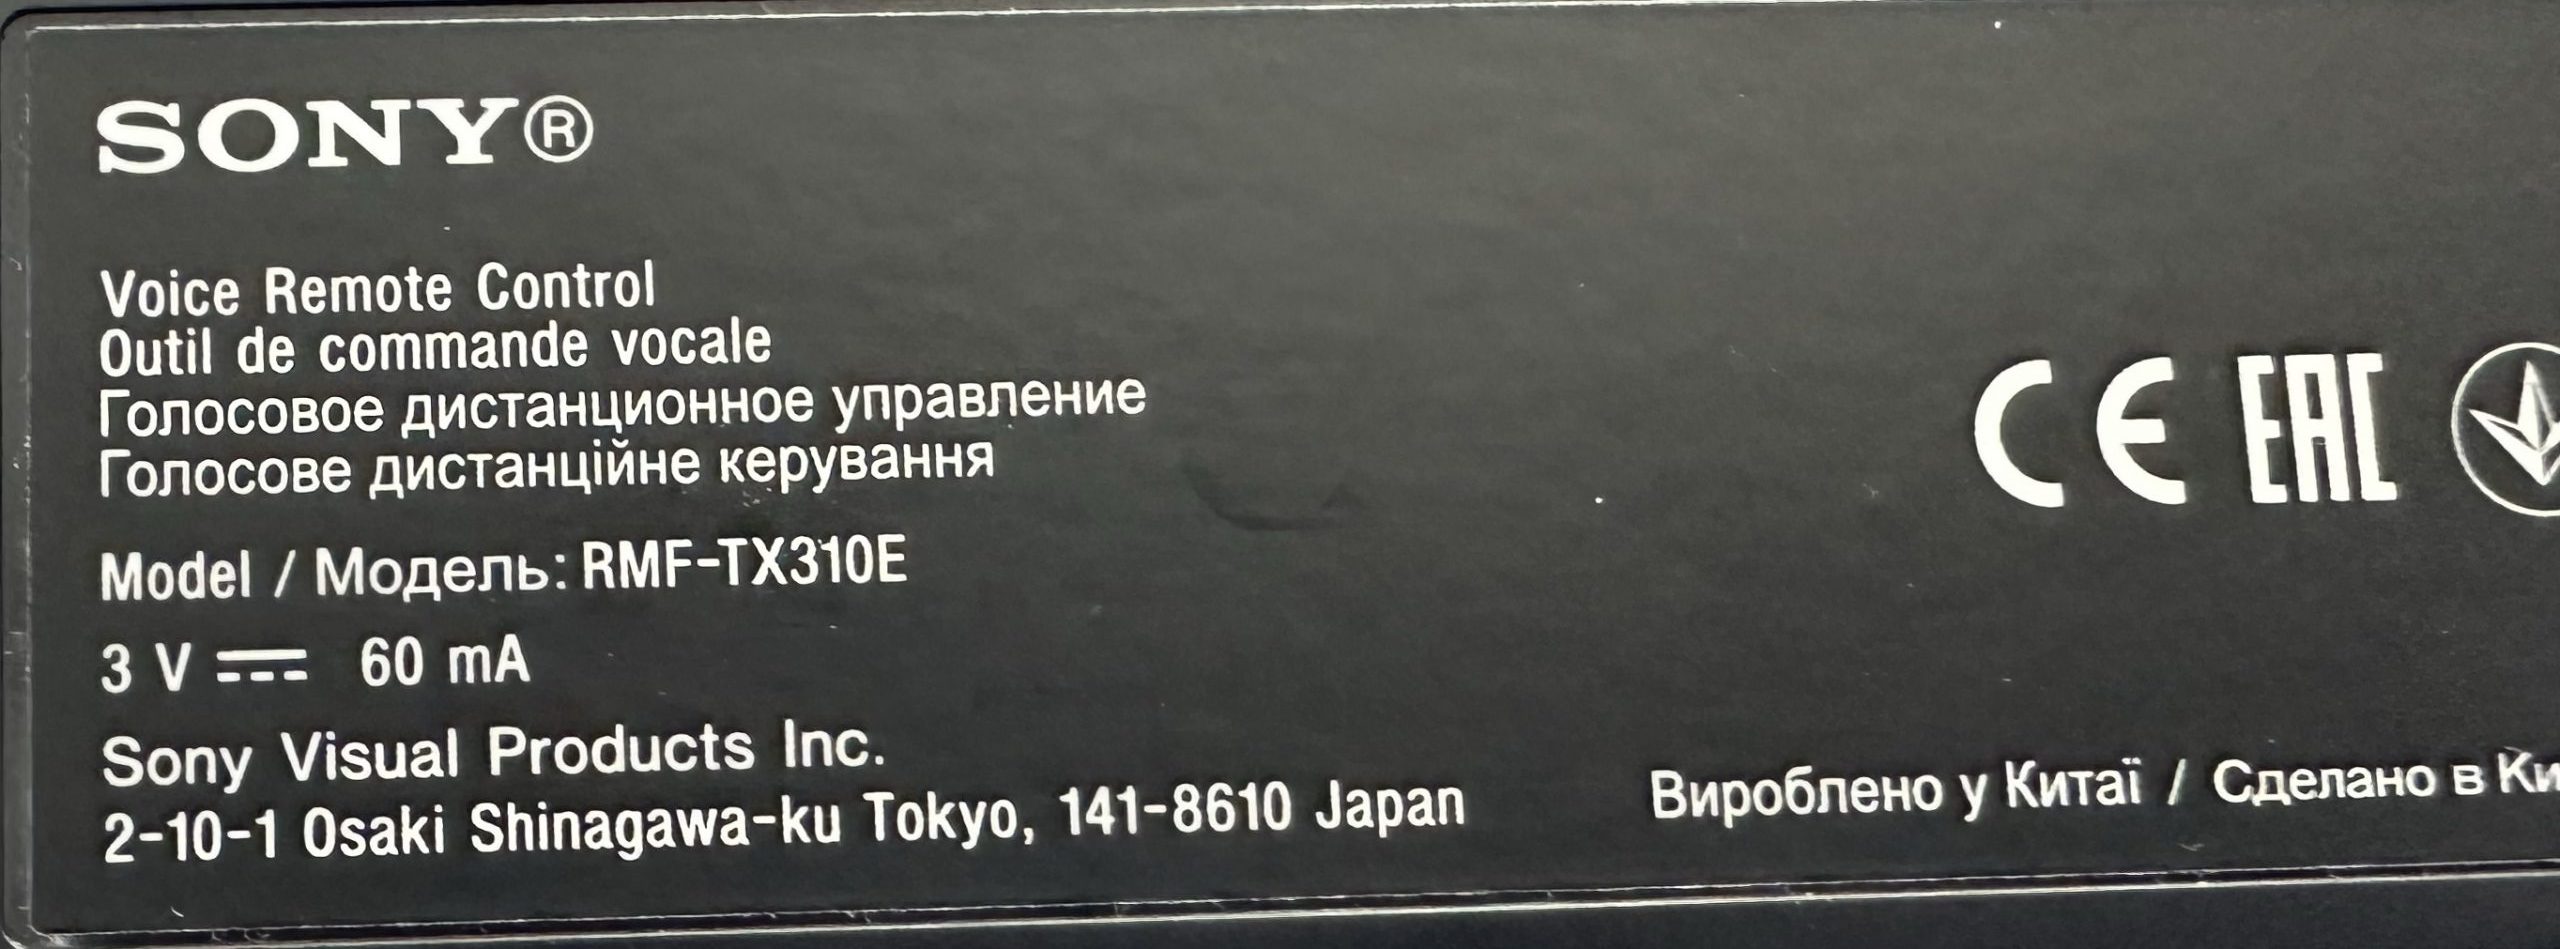 SONY®
Voice Remote Control
Outil de commande vocale
Голосовое дистанционное управление
Голосове дистанційне керування
CE EAC
Model / Модель: RMF-TX310E
3 V ⎓ 60 mA
Sony Visual Products Inc.
2-10-1 Osaki Shinagawa-ku Tokyo, 141-8610 Japan
Вироблено у Китаї / Сделано в